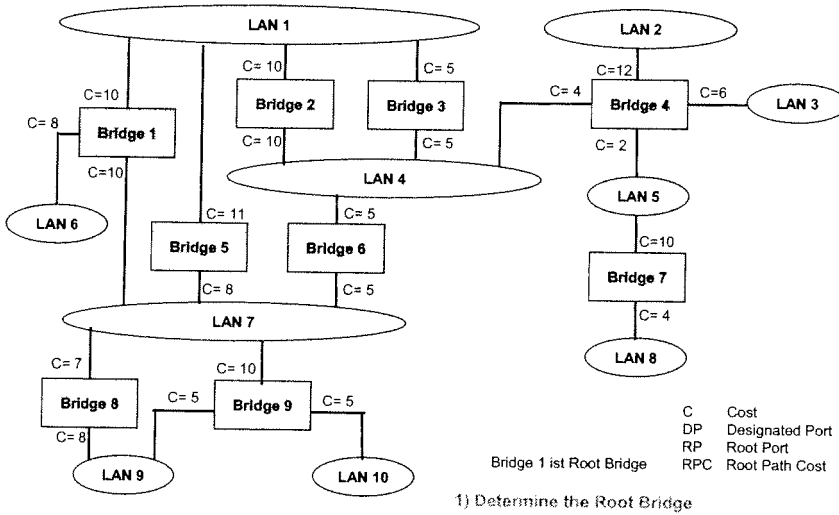 LAN 1
LAN 2
C= 10
C= 5
C=12
C=10
C= 4
C=6
Bridge 2
Bridge 3
Bridge 4
LAN 3
C= 8
Bridge 1
C= 10
C= 5
C= 2
C=10
LAN 4
LAN 5
C= 5
LAN 6
C= 11
C=10
Bridge 5
Bridge 6
Bridge 7
C= 8
C= 5
C= 4
LAN 7
LAN 8
C= 7
C= 10
Bridge 8
C= 5
Bridge 9
C= 5
C Cost
C= 8
DP Designated Port
RP Root Port
LAN 9
LAN 10
Bridge 1 ist Root Bridge
RPC Root Path Cost
1) Determine the Root Bridge